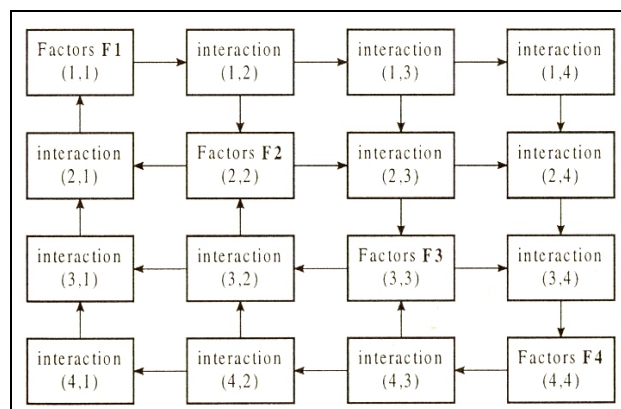 Factors F1
(1,1)
interaction
(1,2)
interaction
(1,3)
interaction
(1,4)
interaction
(2,1)
Factors F2
(2,2)
interaction
(2,3)
interaction
(2,4)
interaction
(3,1)
interaction
(3,2)
Factors F3
(3,3)
interaction
(3,4)
interaction
(4,1)
interaction
(4,2)
interaction
(4,3)
Factors F4
(4,4)